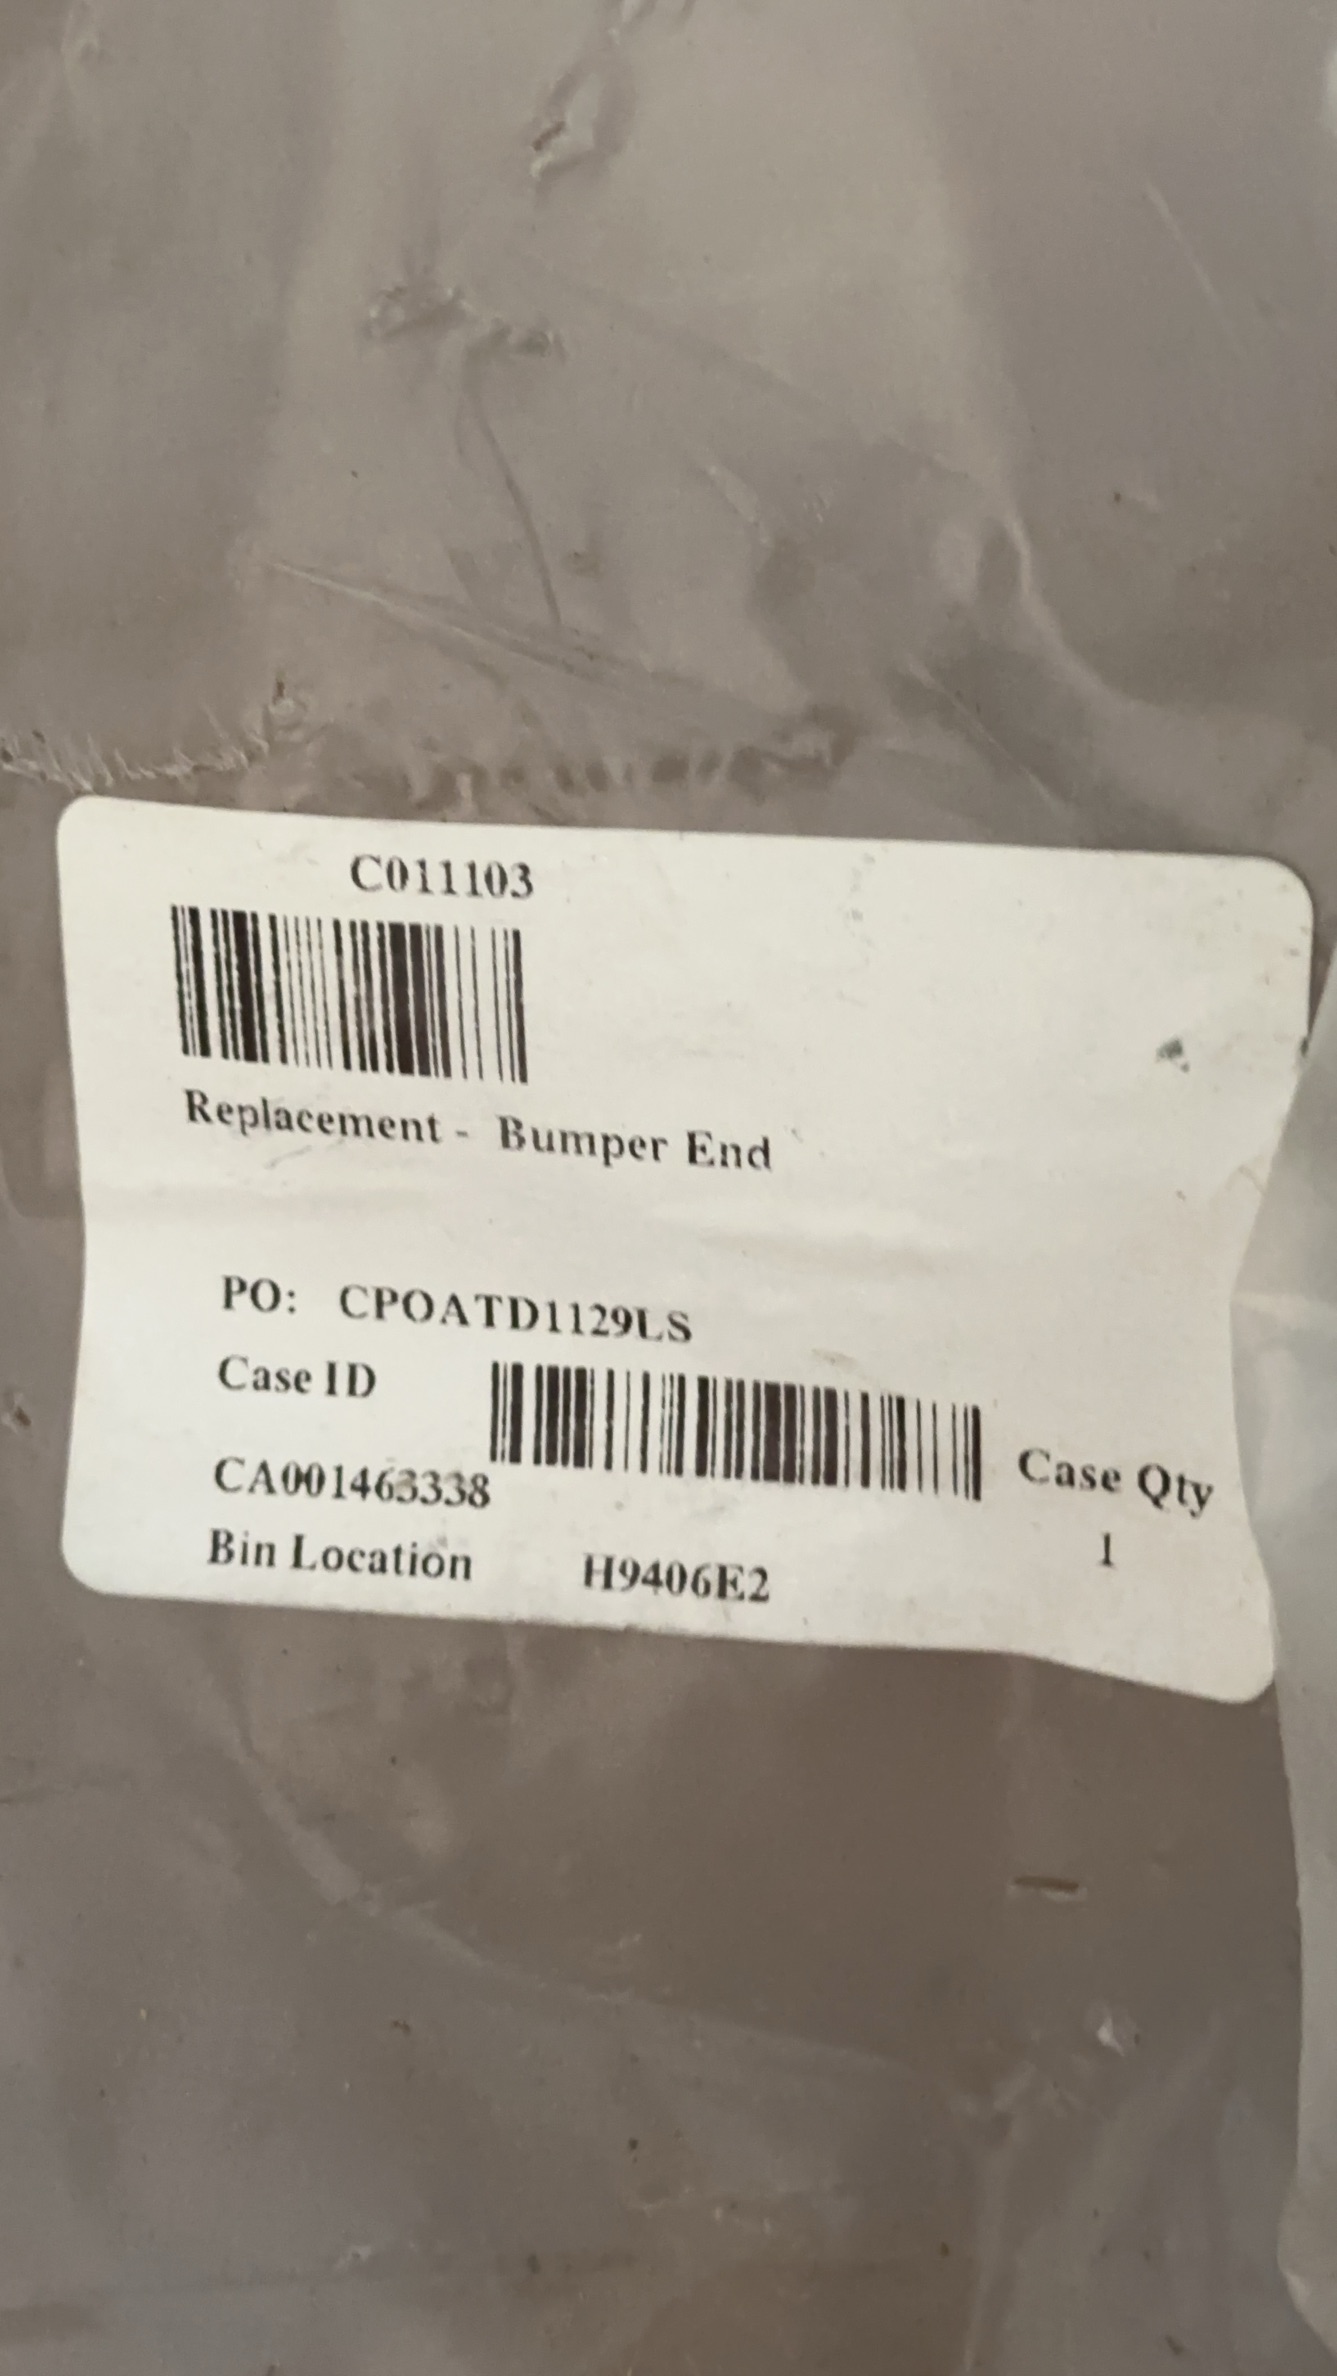 C011103
Replacement - Bumper End
PO: CPOATD1129LS
Case ID
CA001463338
Case Qty
1
Bin Location H9406E2